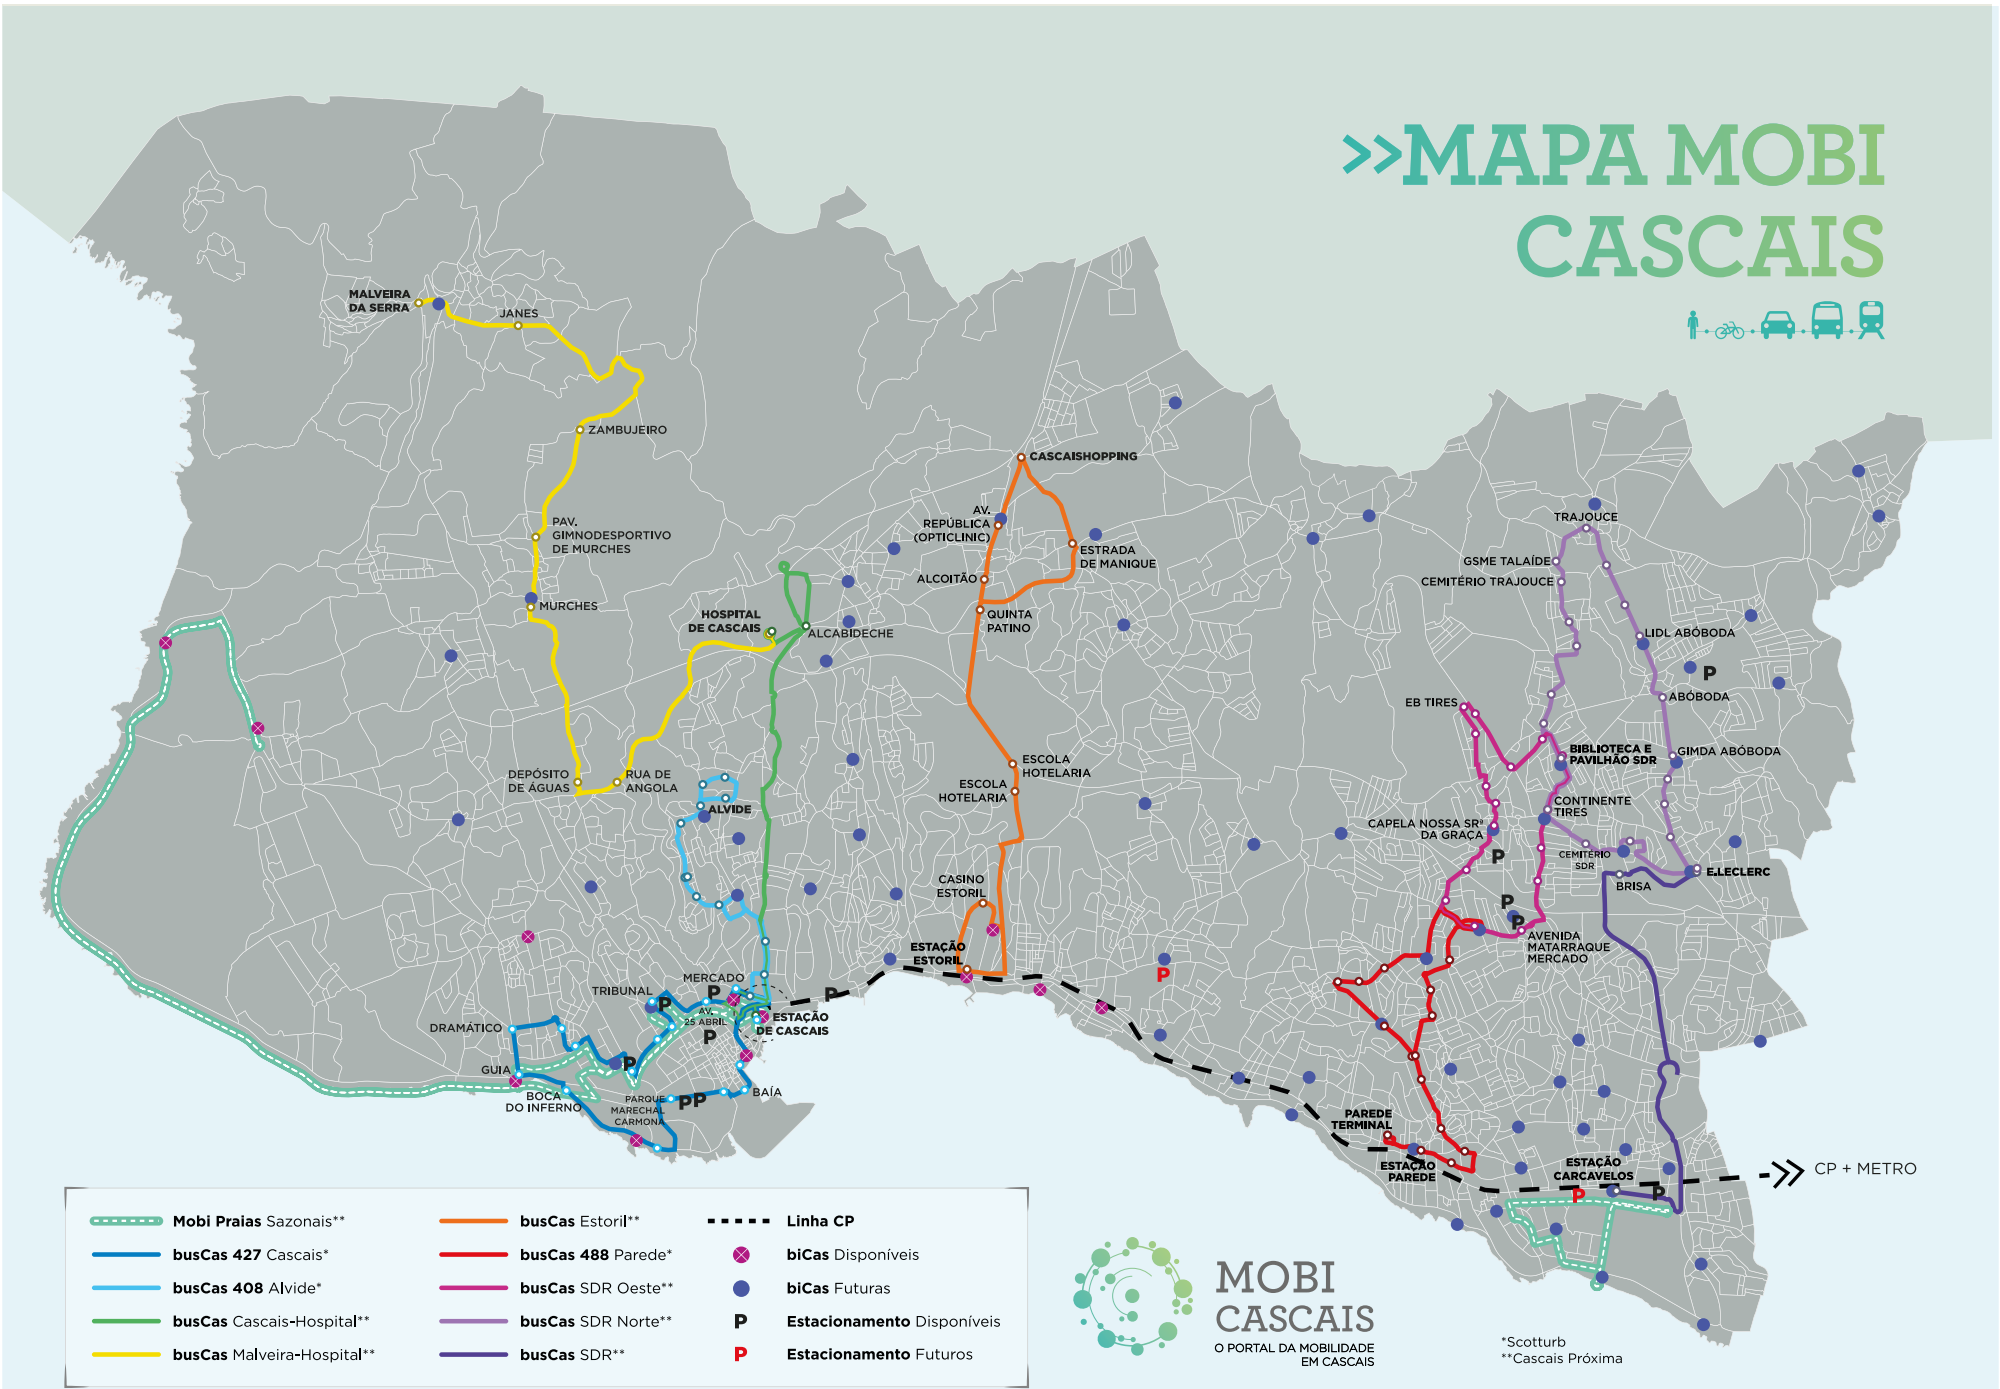 >>MAPA MOBI
CASCAIS
MALVEIRA
DA SERRA
JANES
ZAMBUJEIRO
PAV.
GIMNODESPORTIVO
DE MURCHES
MURCHES
HOSPITAL
DE CASCAIS
ALCABIDECHE
DEPÓSITO
DE ÁGUAS
RUA DE
ANGOLA
ALVIDE
CASCAISHOPPING
AV.
REPÚBLICA
(OPTICLINIC)
ESTRADA
DE MANIQUE
ALCOITÃO
QUINTA
PATINO
ESCOLA
HOTELARIA
ESCOLA
HOTELARIA
CASINO
ESTORIL
ESTAÇÃO
ESTORIL
TRAJOUCE
GSME TALAÍDE
CEMITÉRIO TRAJOUCE
LIDL ABÓBODA
P
ABÓBODA
EB TIRES
BIBLIOTECA E
PAVILHÃO SDR
GIMDA ABÓBODA
CONTINENTE
TIRES
CAPELA NOSSA SRª
DA GRAÇA
P
CEMITÉRIO
SDR
BRISA
E.LECLERC
P
P
AVENIDA
MATARRAQUE
MERCADO
P
MERCADO
TRIBUNAL
P
P
P
AV.
25 ABRIL
P
ESTAÇÃO
DE CASCAIS
DRAMÁTICO
GUIA
P
BOCA
DO INFERNO
PARQUE
MARECHAL
CARMONA
PP
BAÍA
PAREDE
TERMINAL
ESTAÇÃO
PAREDE
ESTAÇÃO
CARCAVELOS
P
P
CP + METRO
Mobi Praias Sazonais**
busCas 427 Cascais*
busCas 408 Alvide*
busCas Cascais-Hospital**
busCas Malveira-Hospital**
busCas Estoril**
busCas 488 Parede*
busCas SDR Oeste**
busCas SDR Norte**
busCas SDR**
Linha CP
biCas Disponíveis
biCas Futuras
P Estacionamento Disponíveis
P Estacionamento Futuros
MOBI
CASCAIS
O PORTAL DA MOBILIDADE
EM CASCAIS
*Scotturb
**Cascais Próxima